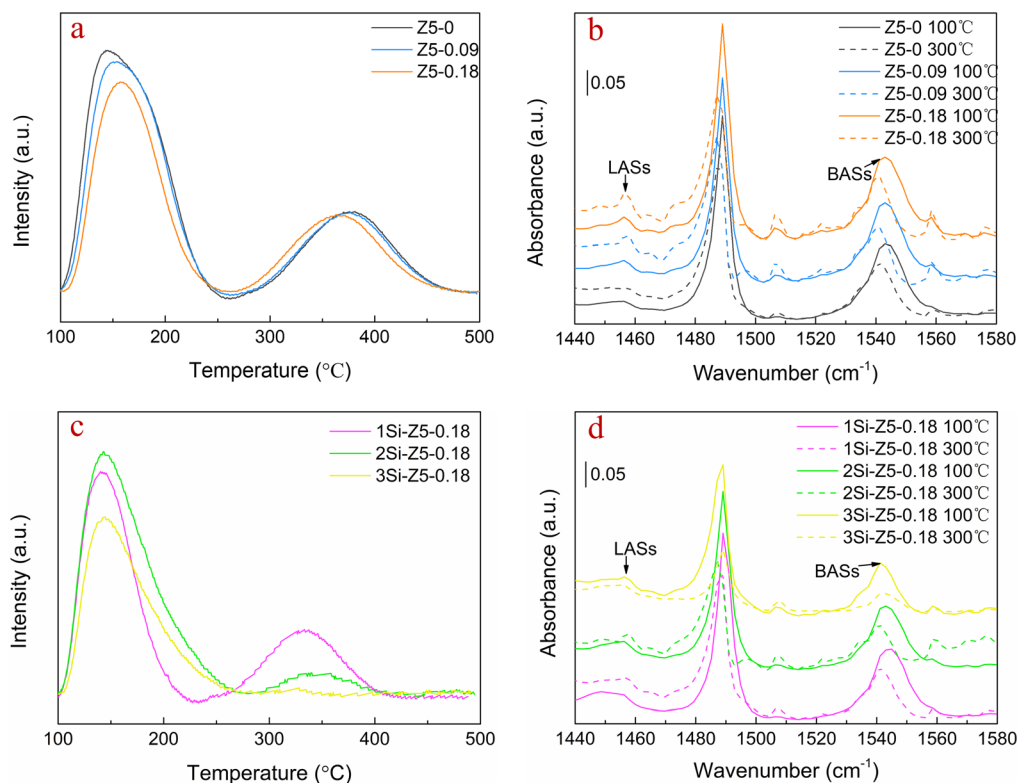 a
Z5-0
Z5-0.09
Z5-0.18
Intensity (a.u.)
100 200 300 400 500
Temperature (°C)
b
0.05
Z5-0 100℃
Z5-0 300℃
Z5-0.09 100℃
Z5-0.09 300℃
Z5-0.18 100℃
Z5-0.18 300℃
LASs
BASs
Absorbance (a.u.)
1440 1460 1480 1500 1520 1540 1560 1580
Wavenumber (cm-1)
c
1Si-Z5-0.18
2Si-Z5-0.18
3Si-Z5-0.18
Intensity (a.u.)
100 200 300 400 500
Temperature (°C)
d
0.05
1Si-Z5-0.18 100℃
1Si-Z5-0.18 300℃
2Si-Z5-0.18 100℃
2Si-Z5-0.18 300℃
3Si-Z5-0.18 100℃
3Si-Z5-0.18 300℃
LASs
BASs
Absorbance (a.u.)
1440 1460 1480 1500 1520 1540 1560 1580
Wavenumber (cm-1)